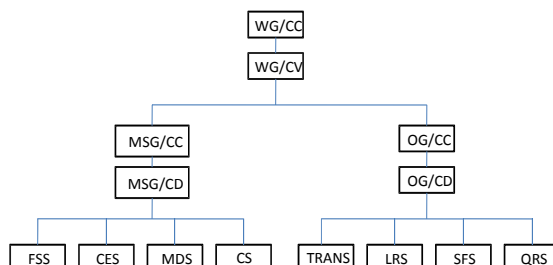 WG/CC
WG/CV
MSG/CC OG/CC
MSG/CD OG/CD
FSS CES MDS CS TRANS LRS SFS QRS